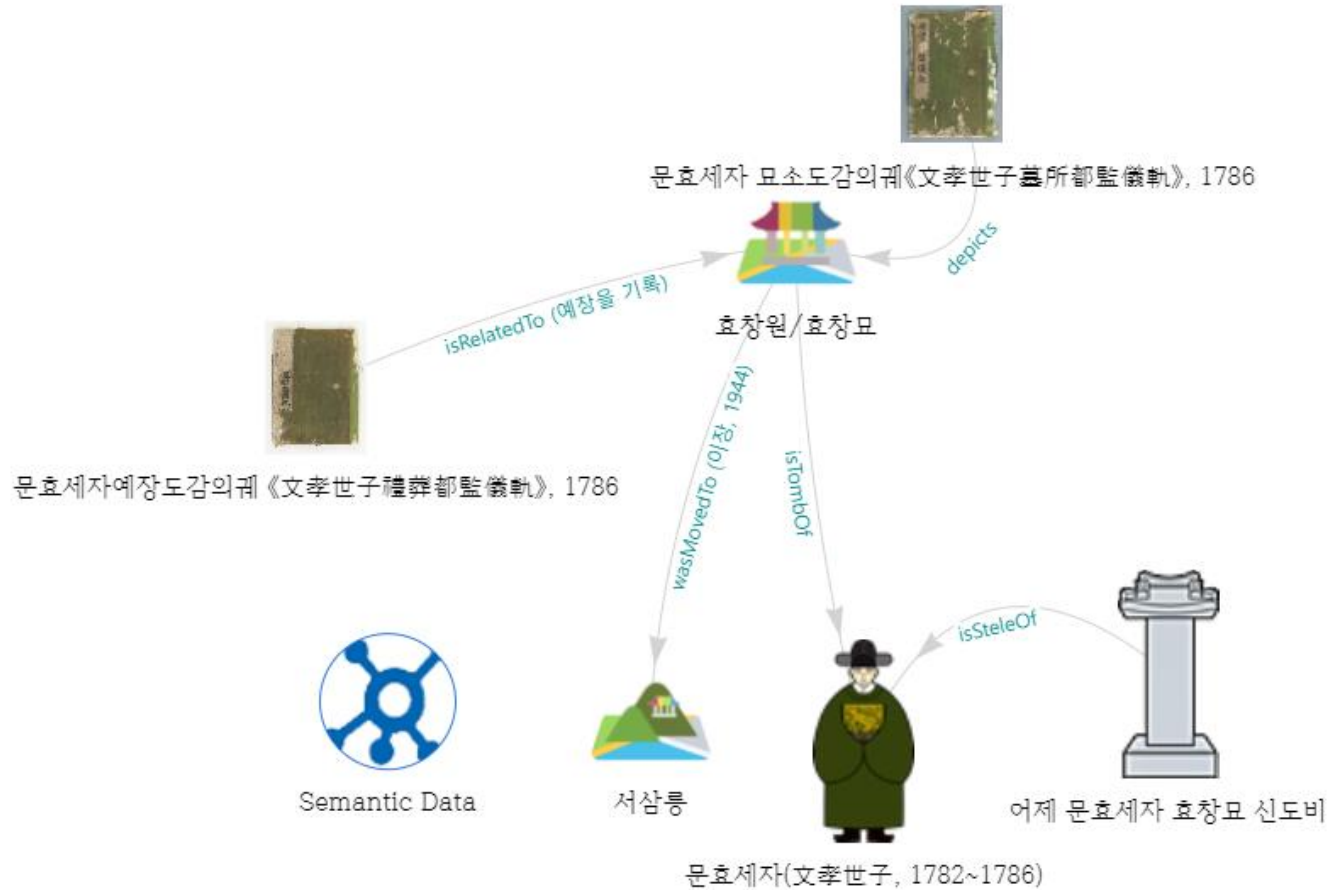 문효세자 묘소도감의궤《文孝世子墓所都監儀軌》, 1786
depicts
isRelatedTo (예장을 기록)
효창원/효창묘
문효세자예장도감의궤 《文孝世子禮葬都監儀軌》, 1786
wasMovedTo (이장, 1944)
isTombOf
isSteleOf
Semantic Data
서삼릉
어제 문효세자 효창묘 신도비
문효세자(文孝世子, 1782~1786)